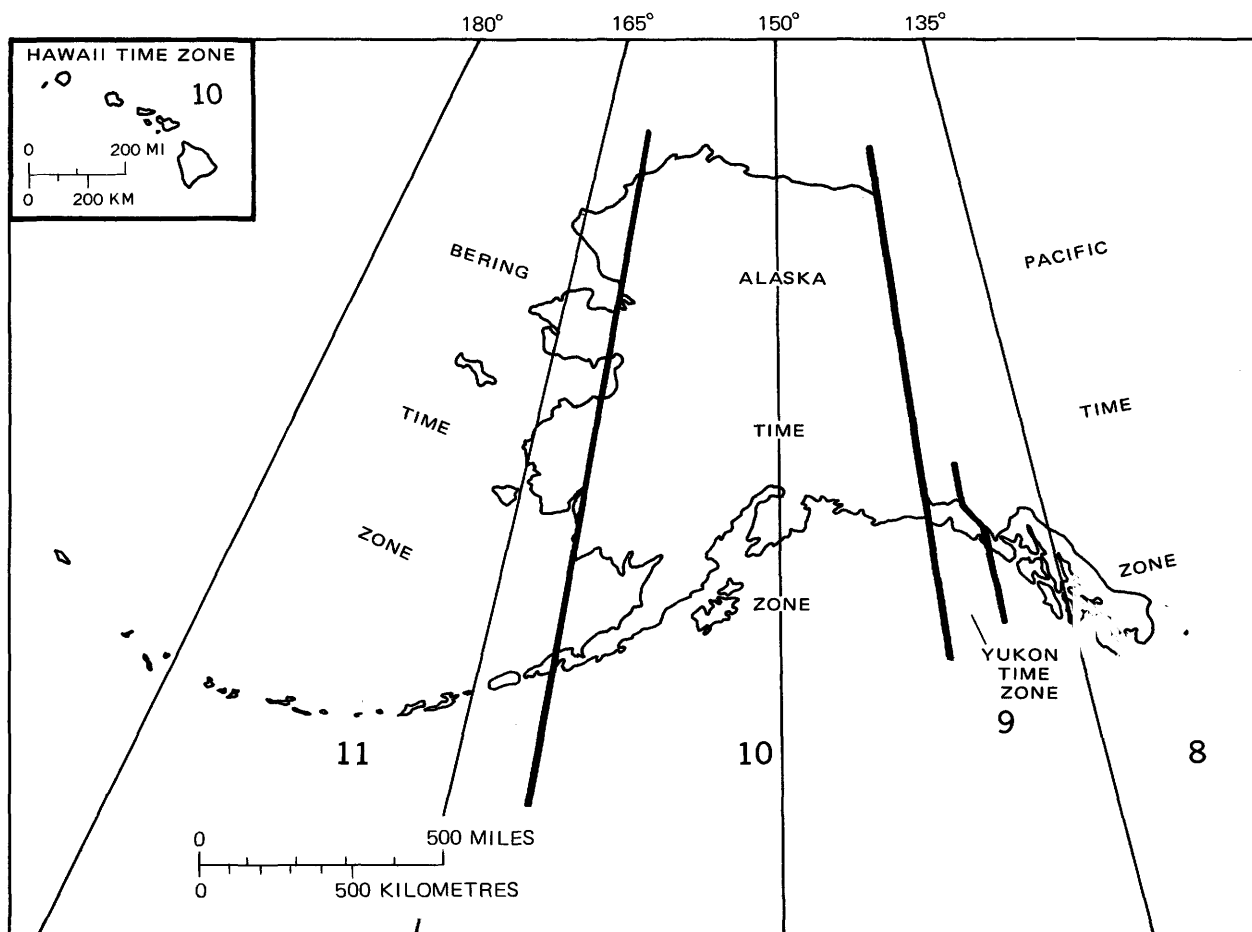 180° 165° 150° 135°
HAWAII TIME ZONE
10
0 200 MI
0 200 KM
BERING
TIME
ZONE
ALASKA
TIME
ZONE
PACIFIC
TIME
ZONE
YUKON
TIME
ZONE
9
11
10
8
0 500 MILES
0 500 KILOMETRES